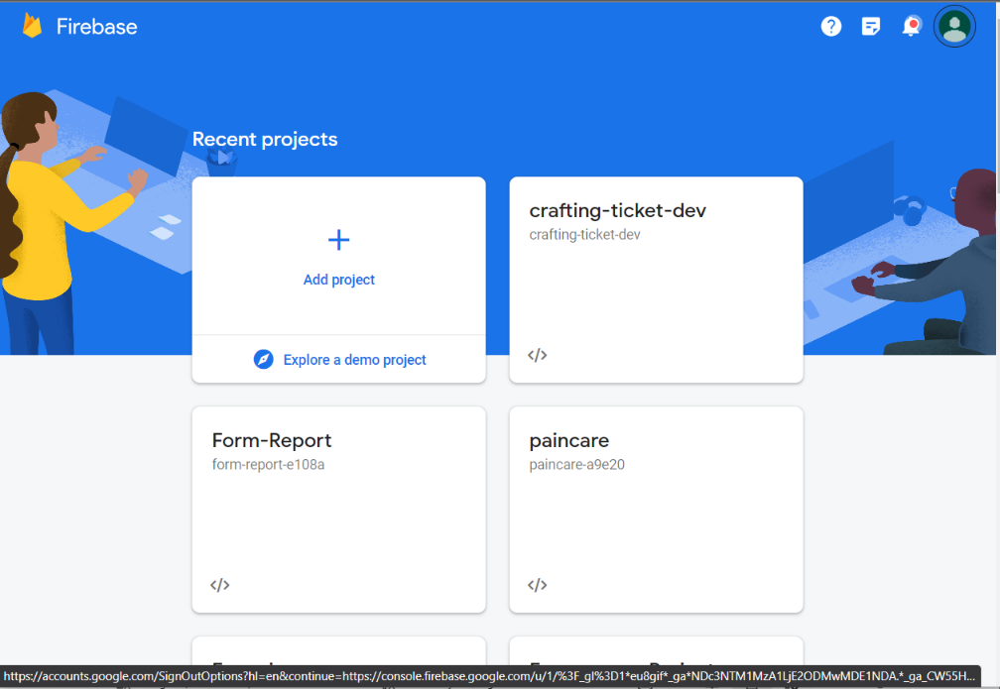 Firebase
Recent projects
Add project
Explore a demo project
crafting-ticket-dev
crafting-ticket-dev
</>
Form-Report
form-report-e108a
</>
paincare
paincare-a9e20
</>
https://accounts.google.com/SignOutOptions?hl=en&continue=https://console.firebase.google.com/u/1/%3F_gl%3D1*eu8gif*_ga*NDc3NTM1MzA1LjE2ODMwMDE1NDA.*_ga_CW55H...